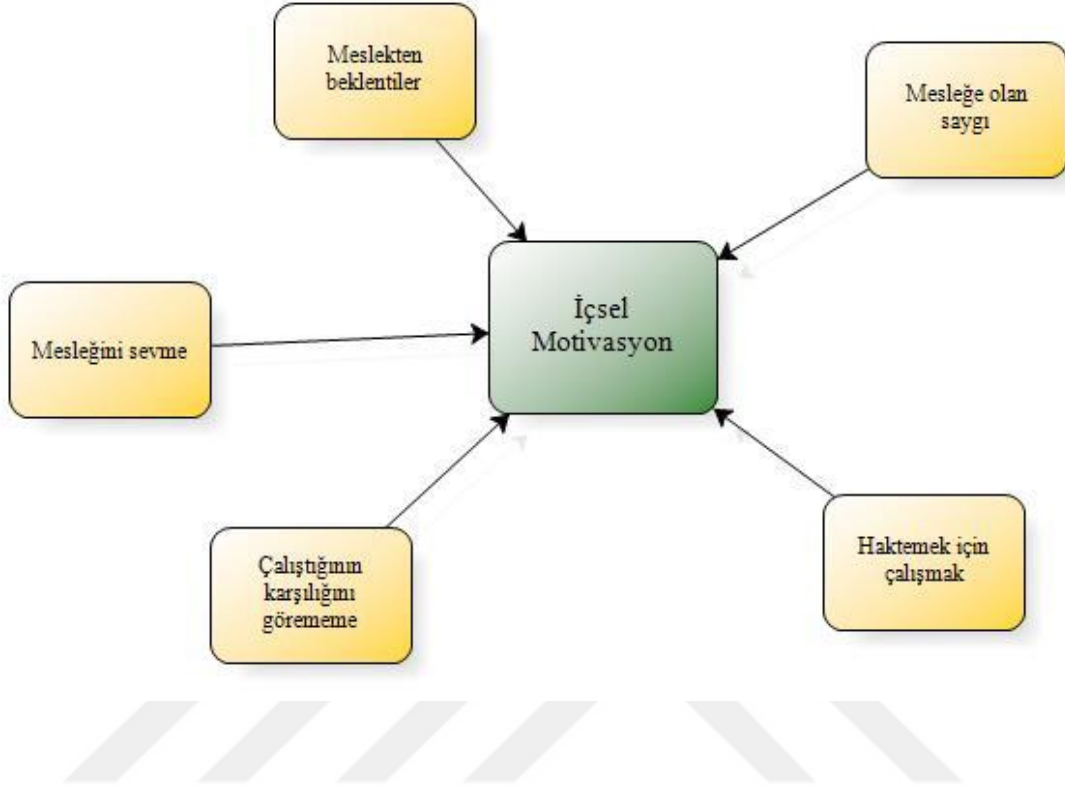 Meslekten
beklentiler
Mesleğe olan
saygı
İçsel
Motivasyon
Mesleğini sevme
Çalıştığının
karşılığını
görememe
Haktemek için
çalışmak